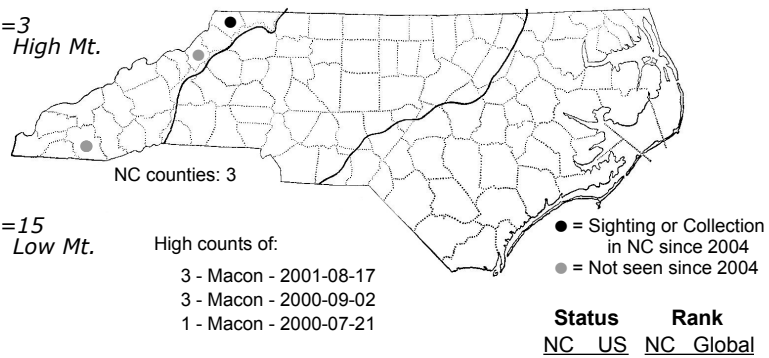 =3
High Mt.
NC counties: 3
=15
Low Mt.
High counts of:
3 - Macon - 2001-08-17
3 - Macon - 2000-09-02
1 - Macon - 2000-07-21
● = Sighting or Collection
in NC since 2004
● = Not seen since 2004
Status Rank
NC US NC Global